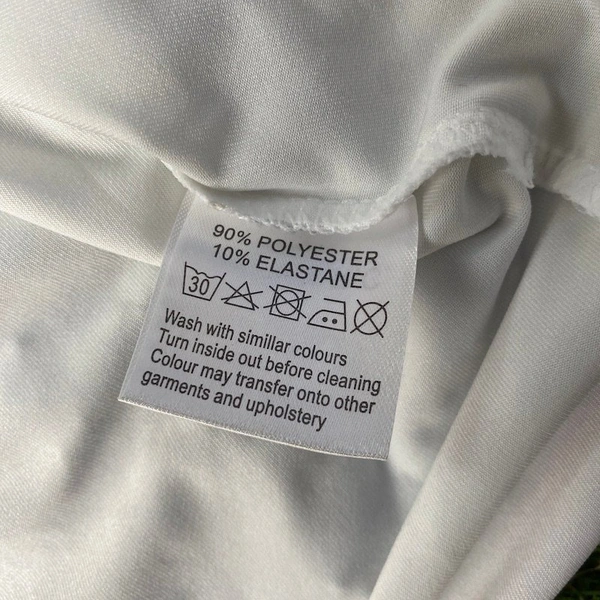 90% POLYESTER
10% ELASTANE
30
Wash with simillar colours
Turn inside out before cleaning
Colour may transfer onto other
garments and upholstery